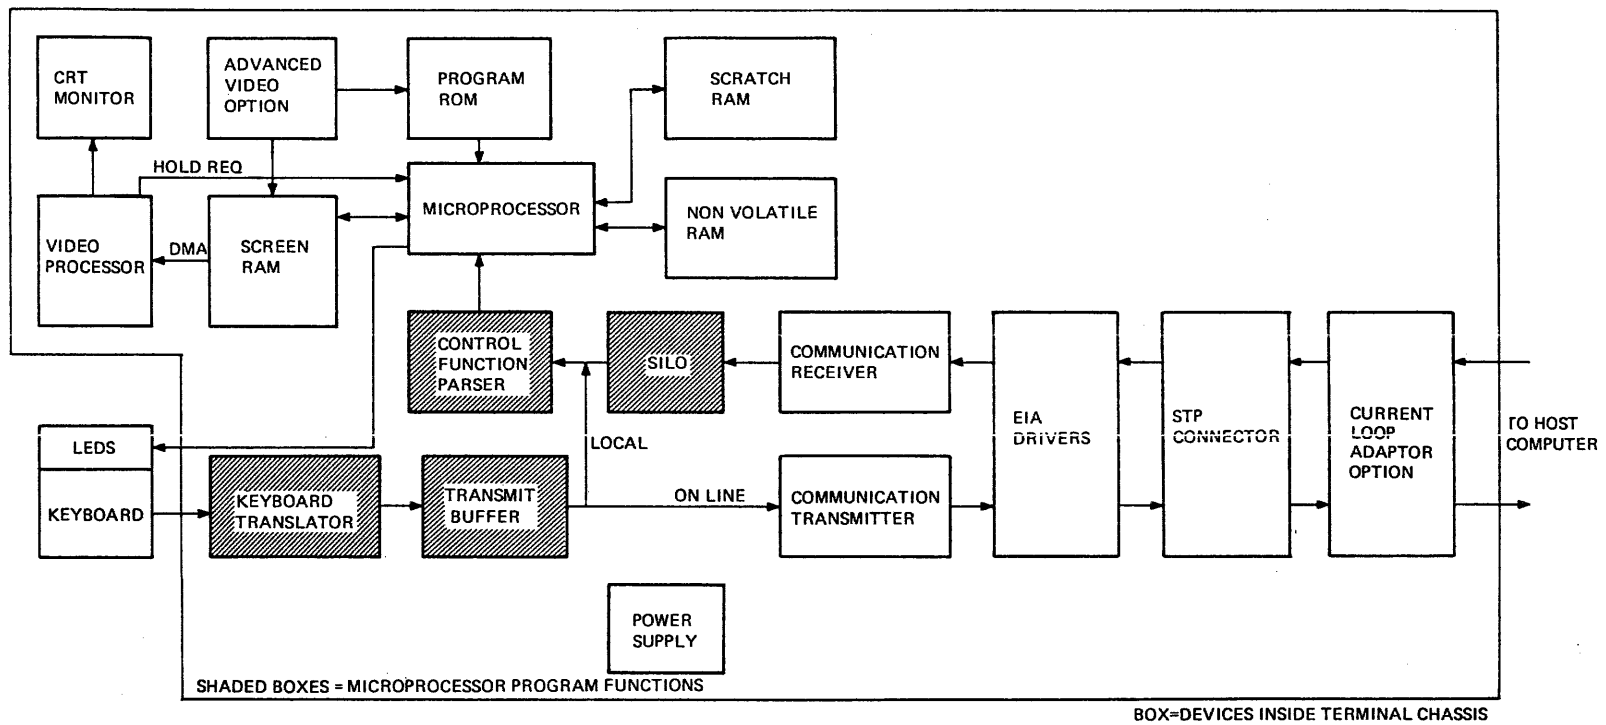 CRT
MONITOR
ADVANCED
VIDEO
OPTION
PROGRAM
ROM
SCRATCH
RAM
HOLD REQ
MICROPROCESSOR
NON VOLATILE
RAM
VIDEO
PROCESSOR
DMA
SCREEN
RAM
CONTROL
FUNCTION
PARSER
SILO
COMMUNICATION
RECEIVER
EIA
DRIVERS
STP
CONNECTOR
CURRENT
LOOP
ADAPTOR
OPTION
TO HOST
COMPUTER
LEDS
KEYBOARD
KEYBOARD
TRANSLATOR
TRANSMIT
BUFFER
LOCAL
ON LINE
COMMUNICATION
TRANSMITTER
POWER
SUPPLY
SHADED BOXES = MICROPROCESSOR PROGRAM FUNCTIONS
BOX=DEVICES INSIDE TERMINAL CHASSIS